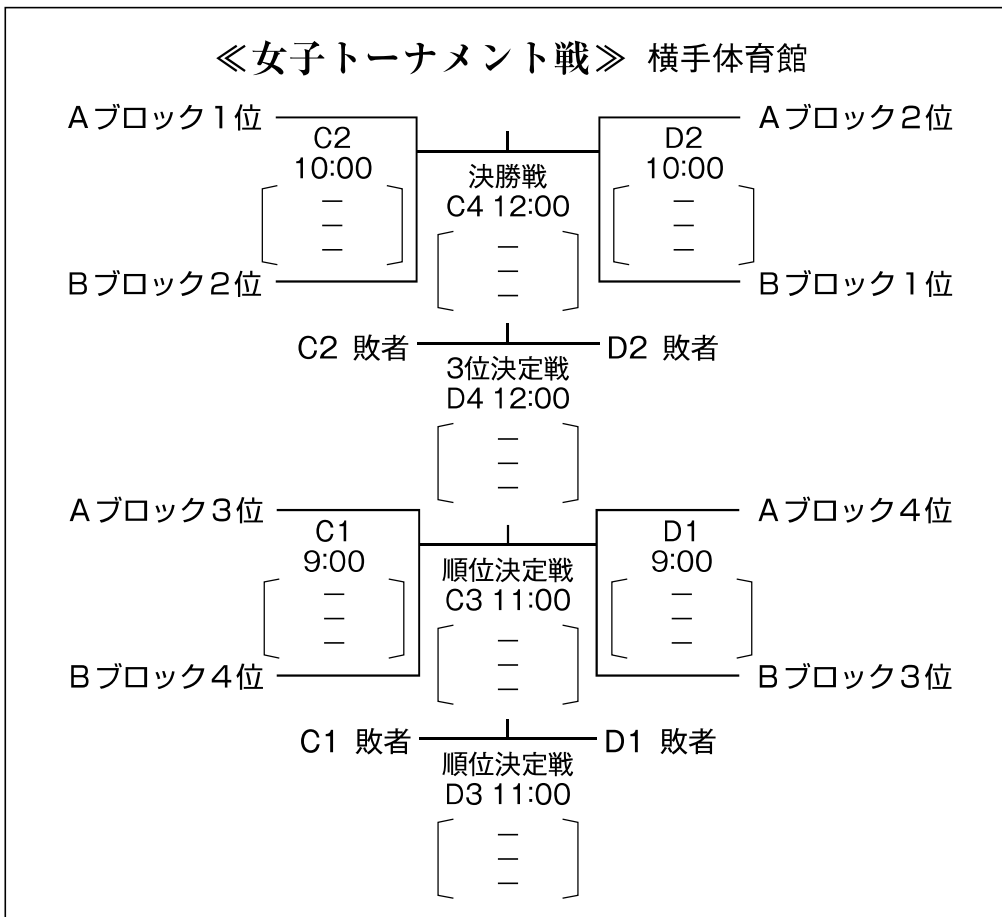 ≪女子トーナメント戦≫ 横手体育館
Aブロック1位
Aブロック2位
C2
10:00
D2
10:00
決勝戦
C4 12:00
Bブロック2位
Bブロック1位
C2 敗者
D2 敗者
3位決定戦
D4 12:00
Aブロック3位
Aブロック4位
C1
9:00
D1
9:00
順位決定戦
C3 11:00
Bブロック4位
Bブロック3位
C1 敗者
D1 敗者
順位決定戦
D3 11:00